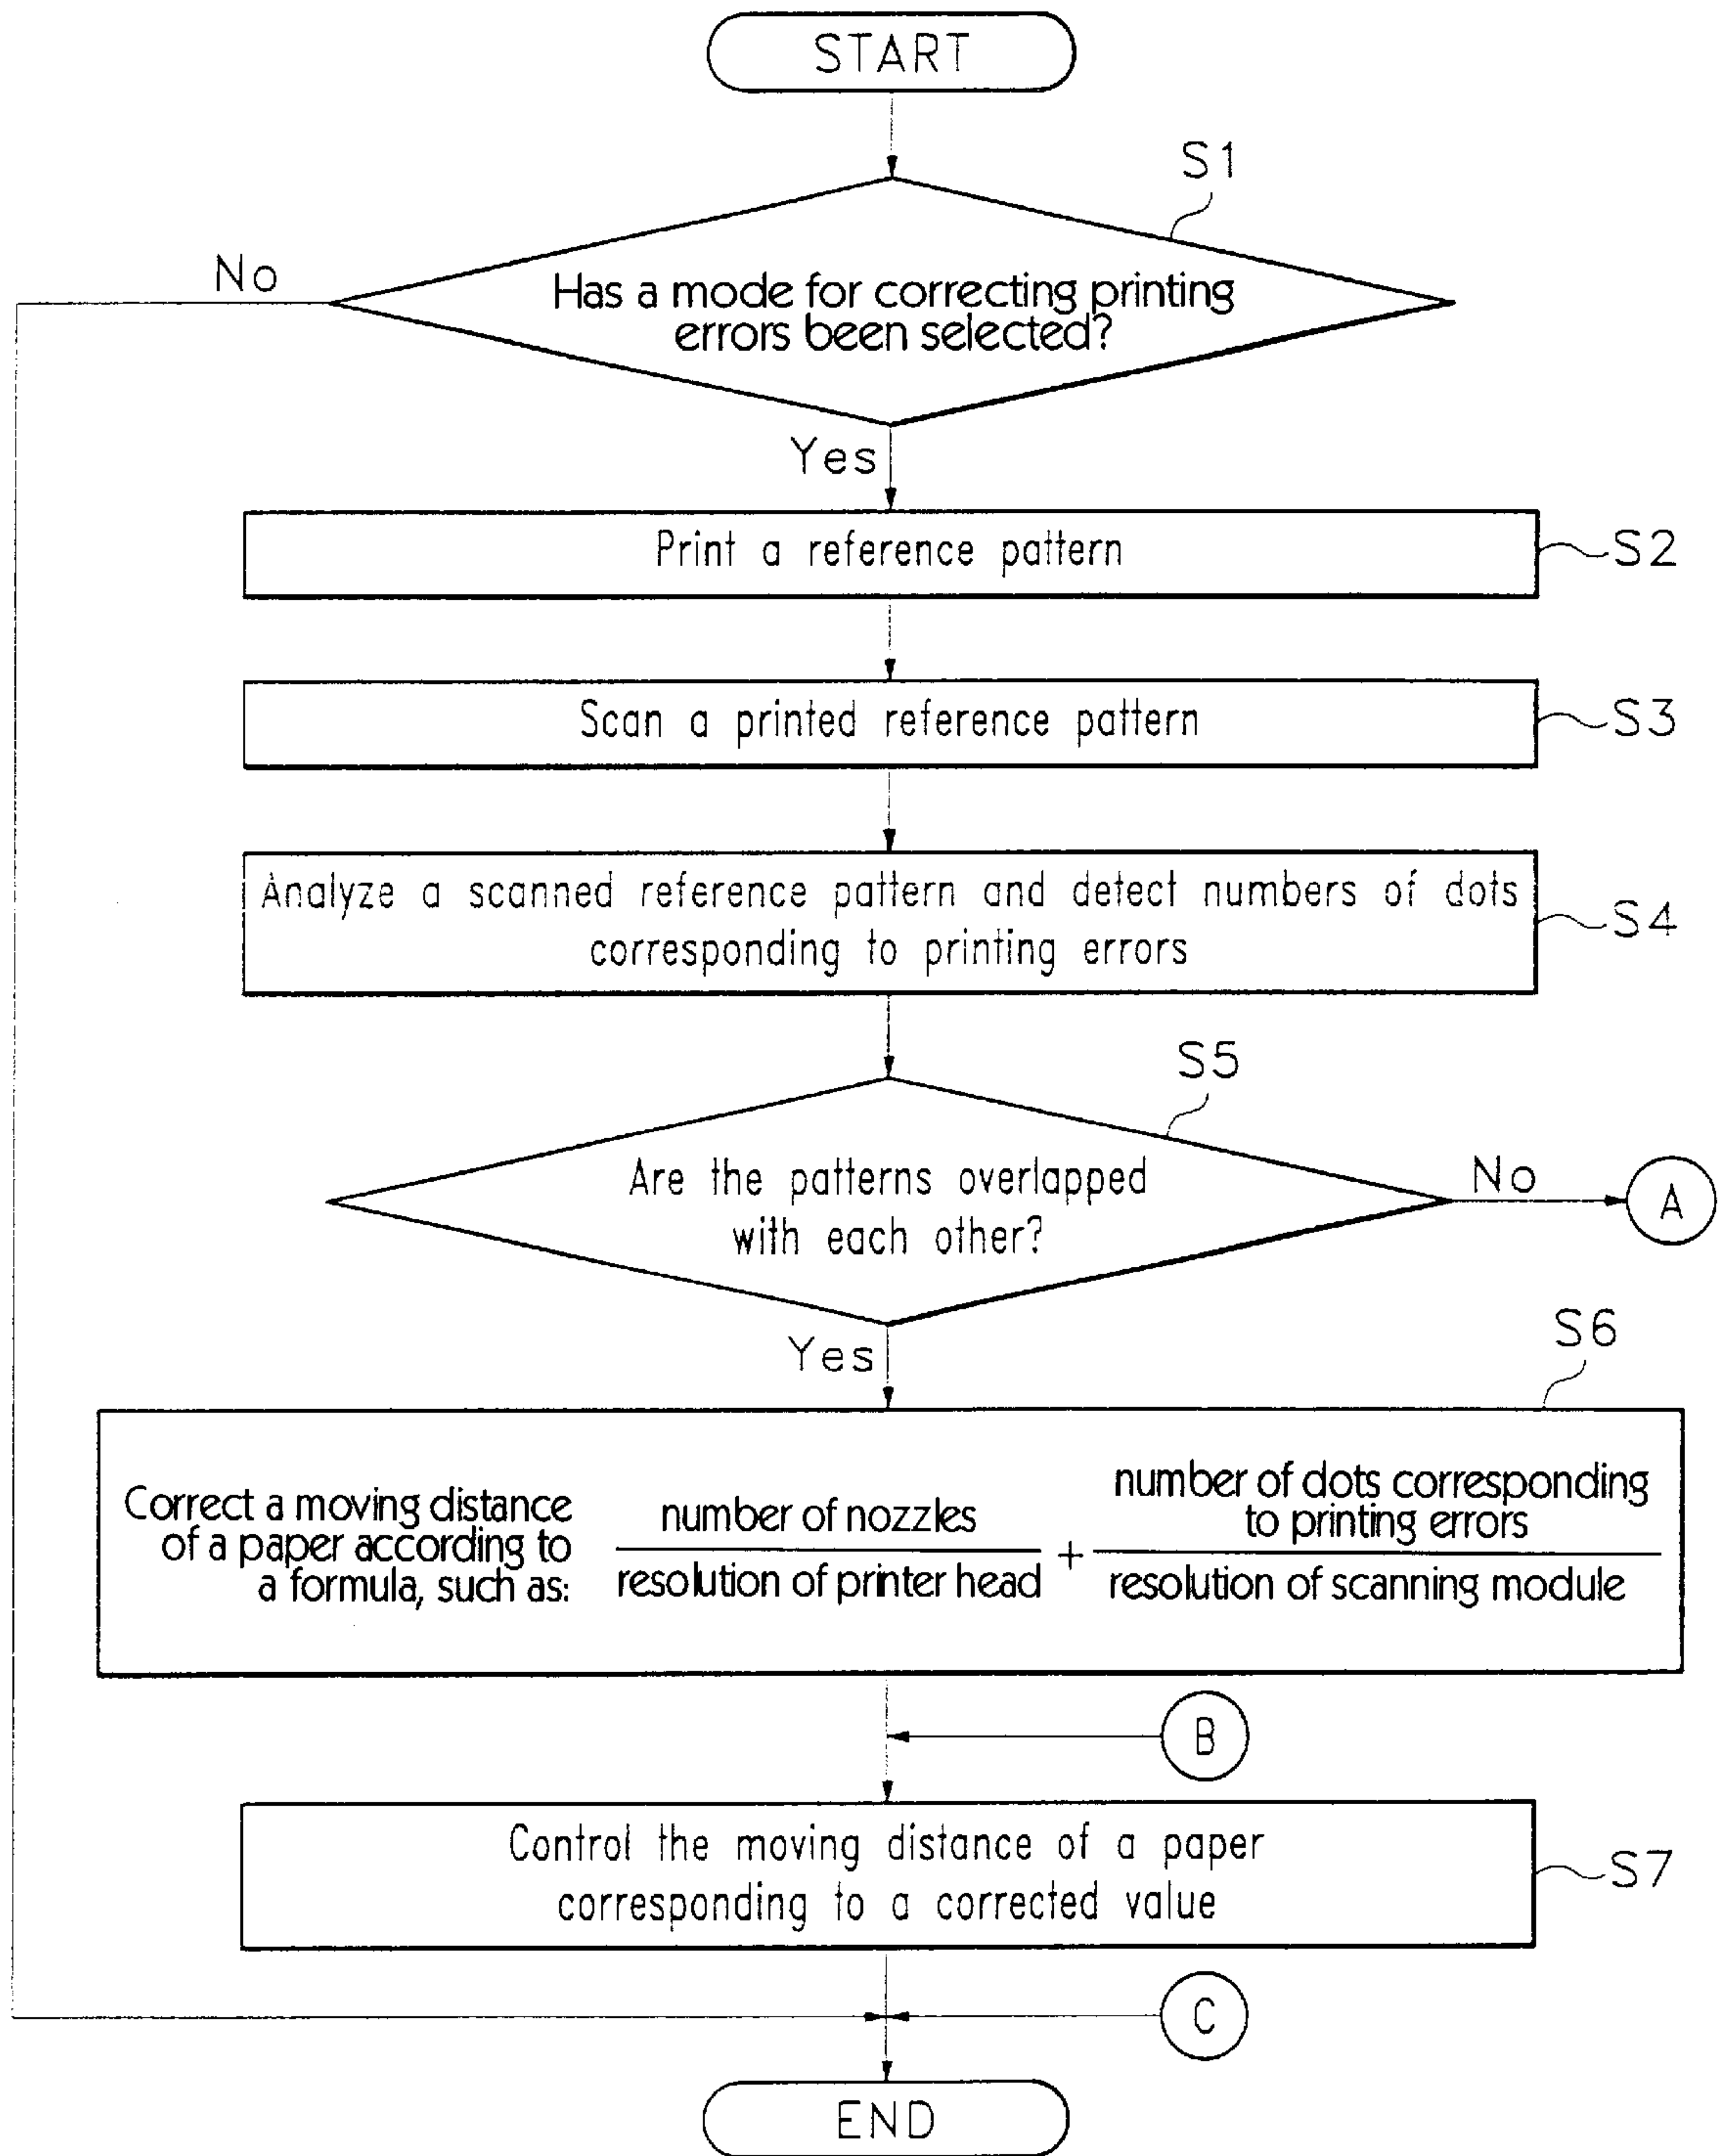 START
S1
No
Has a mode for correcting printing
errors been selected?
Yes
Print a reference pattern
S2
Scan a printed reference pattern
S3
Analyze a scanned reference pattern and detect numbers of dots
corresponding to printing errors
S4
S5
Are the patterns overlapped
with each other?
No
A
Yes
S6
Correct a moving distance
of a paper according to
a formula, such as:
number of nozzles
resolution of printer head
+
number of dots corresponding
to printing errors
resolution of scanning module
B
Control the moving distance of a paper
corresponding to a corrected value
S7
C
END